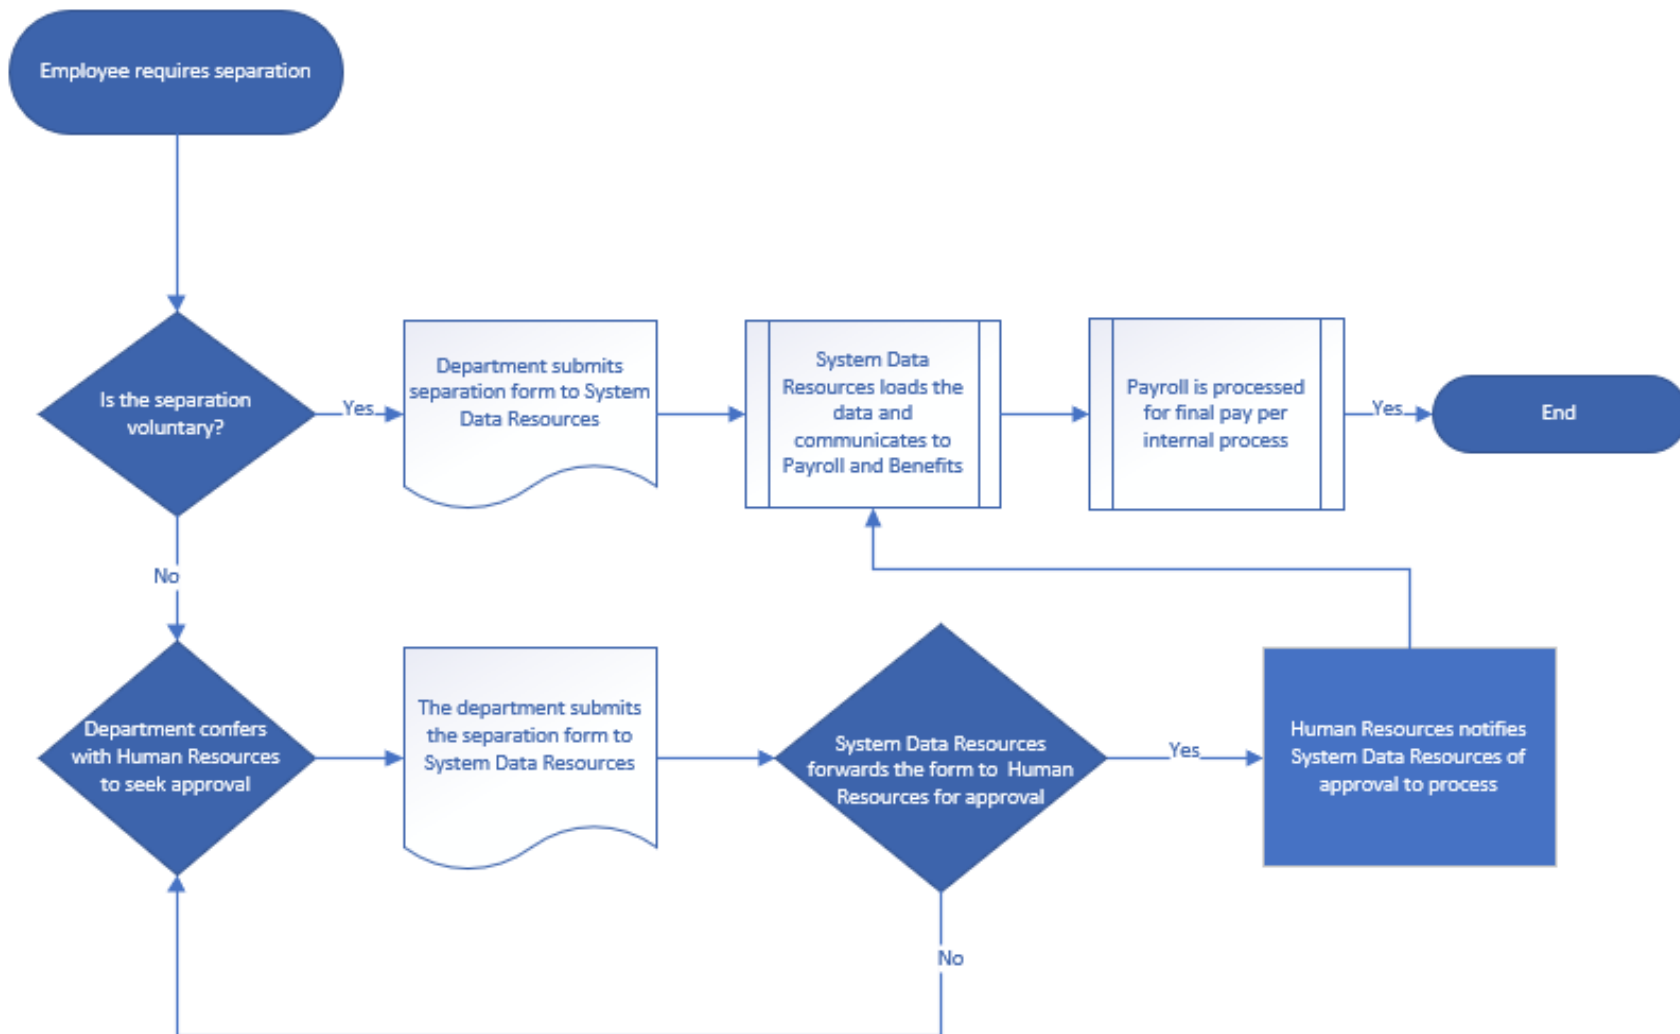 Employee requires separation
Is the separation
voluntary?
Yes
Department submits
separation form to System
Data Resources
System Data
Resources loads the
data and
communicates to
Payroll and Benefits
Payroll is processed
for final pay per
internal process
Yes
End
No
Department confers
with Human Resources
to seek approval
The department submits
the separation form to
System Data Resources
System Data Resources
forwards the form to Human
Resources for approval
Yes
Human Resources notifies
System Data Resources of
approval to process
No